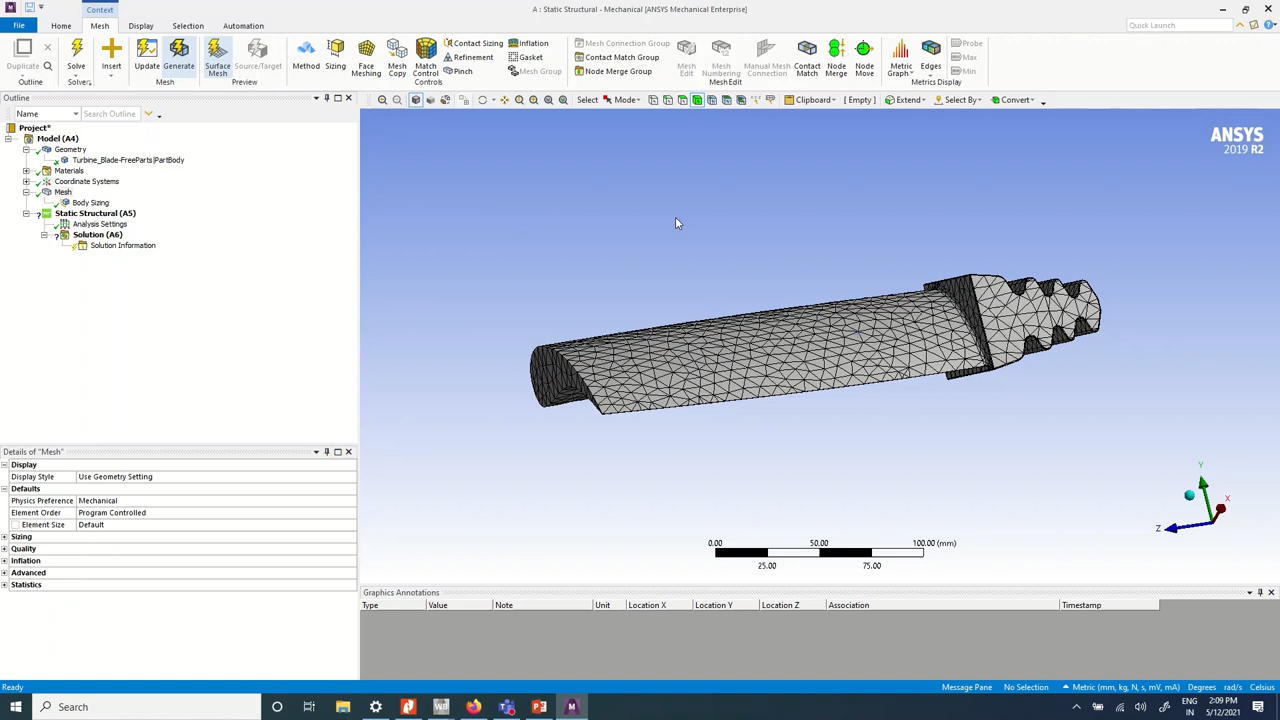 Context
A : Static Structural - Mechanical [ANSYS Mechanical Enterprise]
File Home Mesh Display Selection Automation Quick Launch
Duplicate Solve Insert Update Generate Surface Mesh Source/Target Method Sizing Face Meshing Mesh Copy Match Control
Contact Sizing Inflation
Refinement Gasket
Pinch Mesh Group
Mesh Connection Group
Contact Match Group
Node Merge Group
Mesh Edit Mesh Numbering Manual Mesh Connection Contact Match Node Merge Node Move Metric Graph Edges
Probe
Max
Min
Outline Solver Mesh Preview Controls Mesh Edit Metrics Display
Outline
Name Search Outline
Select Mode Clipboard [ Empty ] Extend Select By Convert
Project*
Model (A4)
Geometry
Turbine_Blade-FreeParts|PartBody
Materials
Coordinate Systems
Mesh
Body Sizing
Static Structural (A5)
Analysis Settings
Solution (A6)
Solution Information
ANSYS
2019 R2
Details of "Mesh"
Display
Display Style Use Geometry Setting
Defaults
Physics Preference Mechanical
Element Order Program Controlled
Element Size Default
Sizing
Quality
Inflation
Advanced
Statistics
Y
X
Z
0.00 50.00 100.00 (mm)
25.00 75.00
Graphics Annotations
Type Value Note Unit Location X Location Y Location Z Association Timestamp
Ready Message Pane No Selection Metric (mm, kg, N, s, mV, mA) Degrees rad/s Celsius
Search
ENG
IN
2:09 PM
5/12/2021